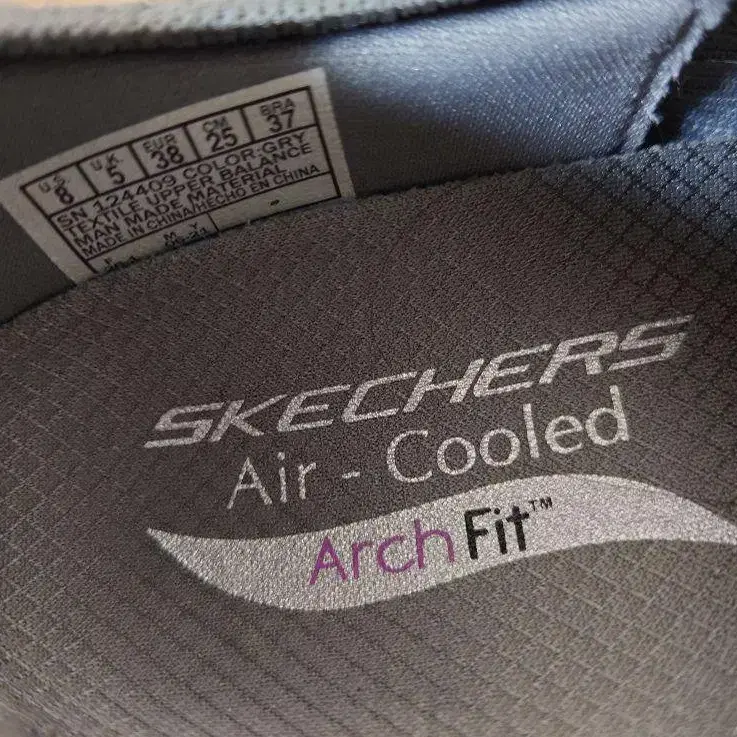 U.S. U.K. EUR CM BRA
8 5 38 25 37
SN 124409 COLOR:GRY
TEXTILE UPPER BALANCE
MAN MADE MATERIAL
MADE IN CHINA/HECHO EN CHINA
F M Y
SKECHERS
Air - Cooled
Arch Fit™